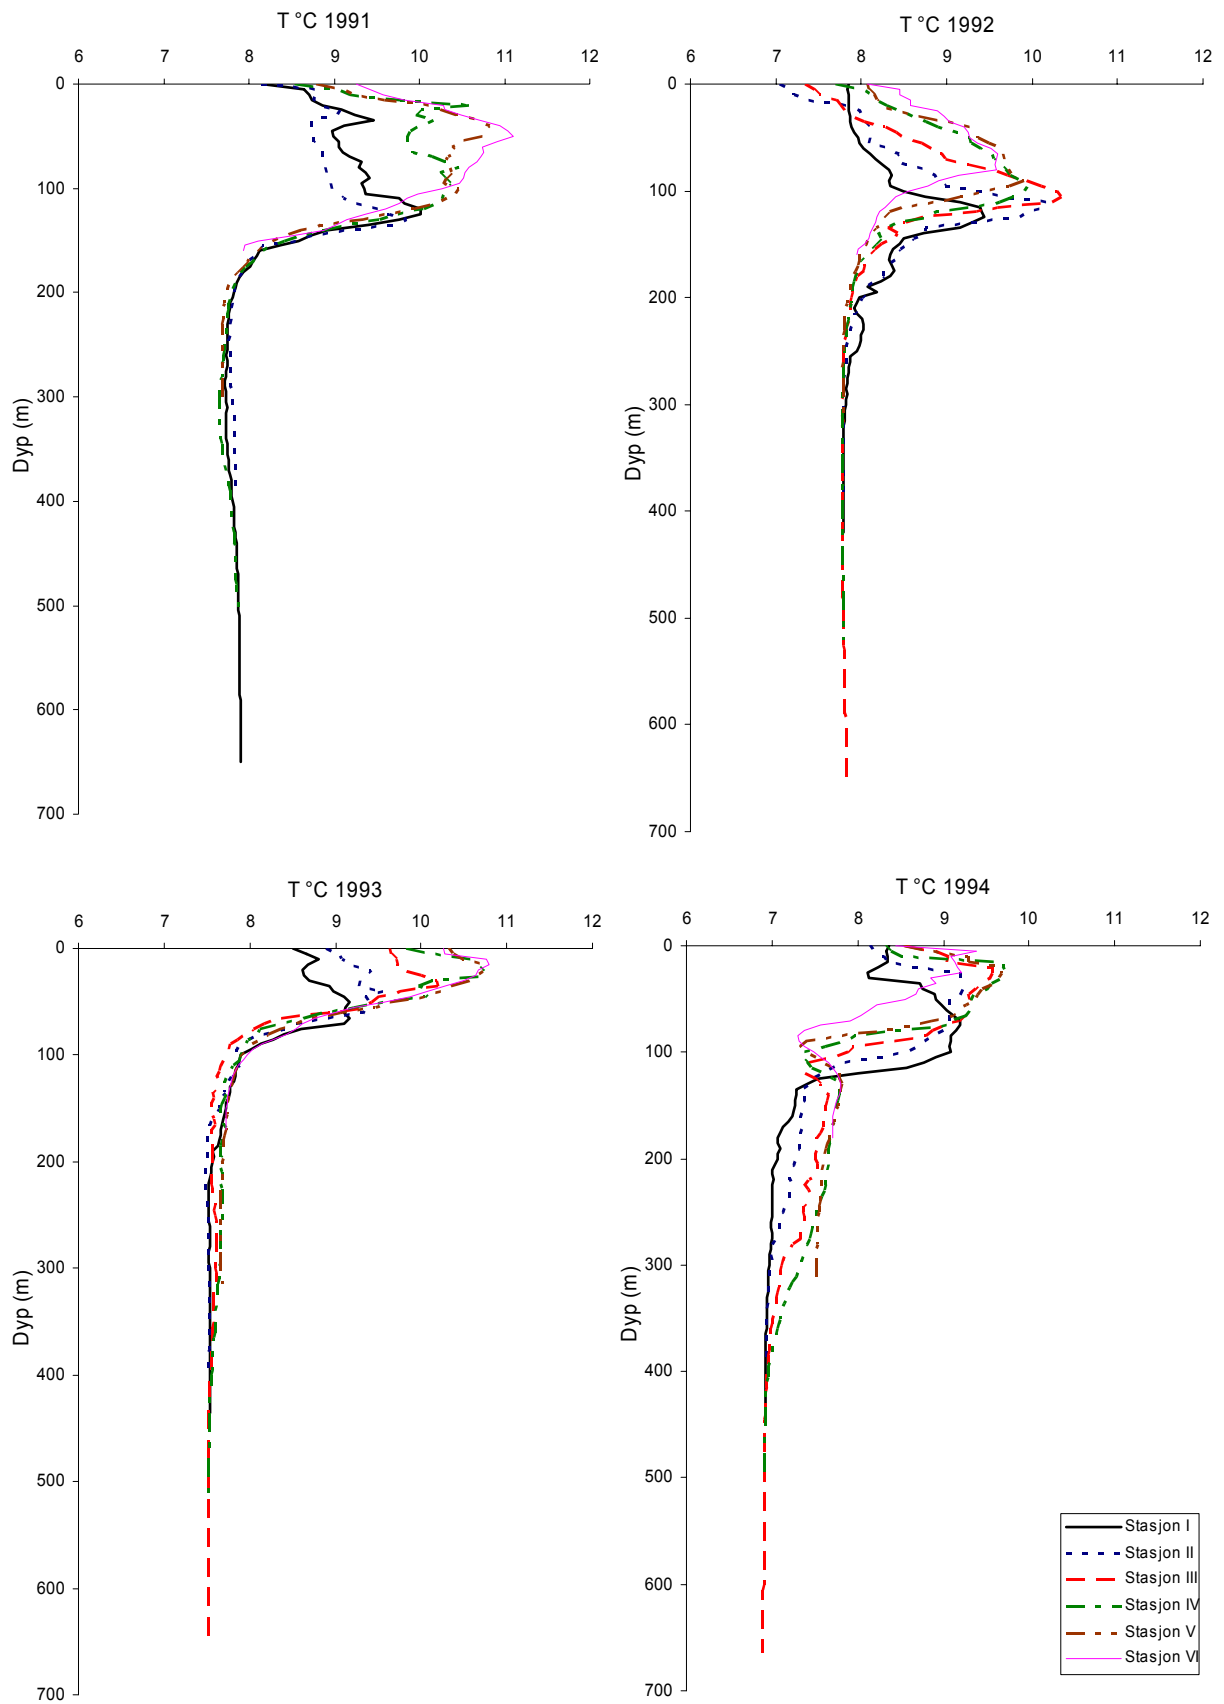 T °C 1991
6 7 8 9 10 11 12
0
100
200
300
400
500
600
700
Dyp (m)
T °C 1992
6 7 8 9 10 11 12
0
100
200
300
400
500
600
700
Dyp (m)
T °C 1993
6 7 8 9 10 11 12
0
100
200
300
400
500
600
700
Dyp (m)
T °C 1994
6 7 8 9 10 11 12
0
100
200
300
400
500
600
700
Dyp (m)
Stasjon I
Stasjon II
Stasjon III
Stasjon IV
Stasjon V
Stasjon VI